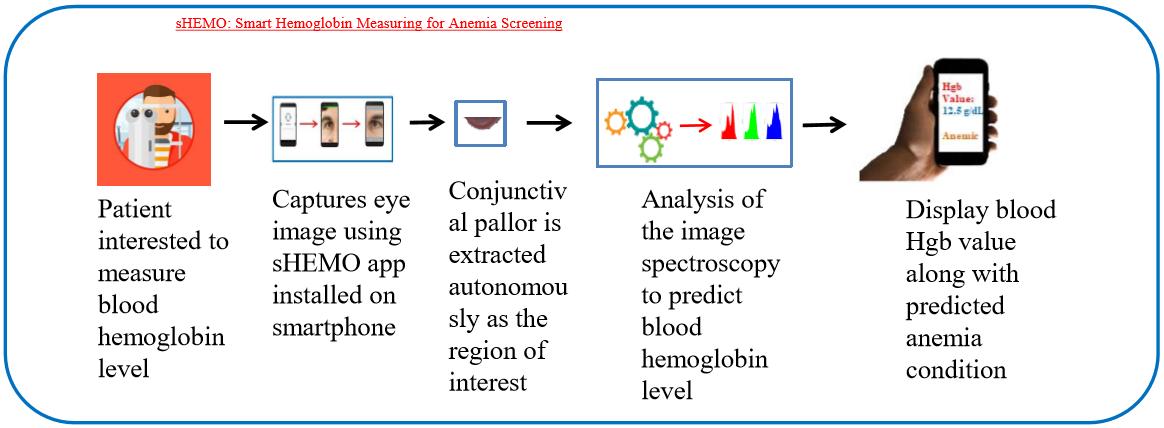 sHEMO: Smart Hemoglobin Measuring for Anemia Screening
Patient
interested to
measure
blood
hemoglobin
level
Captures eye
image using
sHEMO app
installed on
smartphone
Conjunctiv
al pallor is
extracted
autonomou
sly as the
region of
interest
Analysis of
the image
spectroscopy
to predict
blood
hemoglobin
level
Hgb
Value:
12.5 g/dL
Anemic
Display blood
Hgb value
along with
predicted
anemia
condition